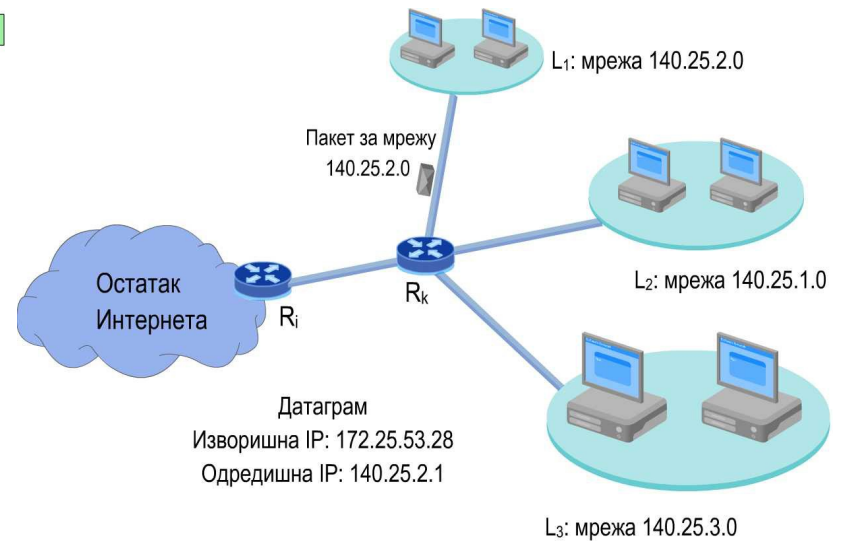 L₁: мрежа 140.25.2.0
Пакет за мрежу
140.25.2.0
L₂: мрежа 140.25.1.0
Остатак
Интернета
Rᵢ
Rₖ
Датаграм
Изворишна IP: 172.25.53.28
Одредишна IP: 140.25.2.1
L₃: мрежа 140.25.3.0